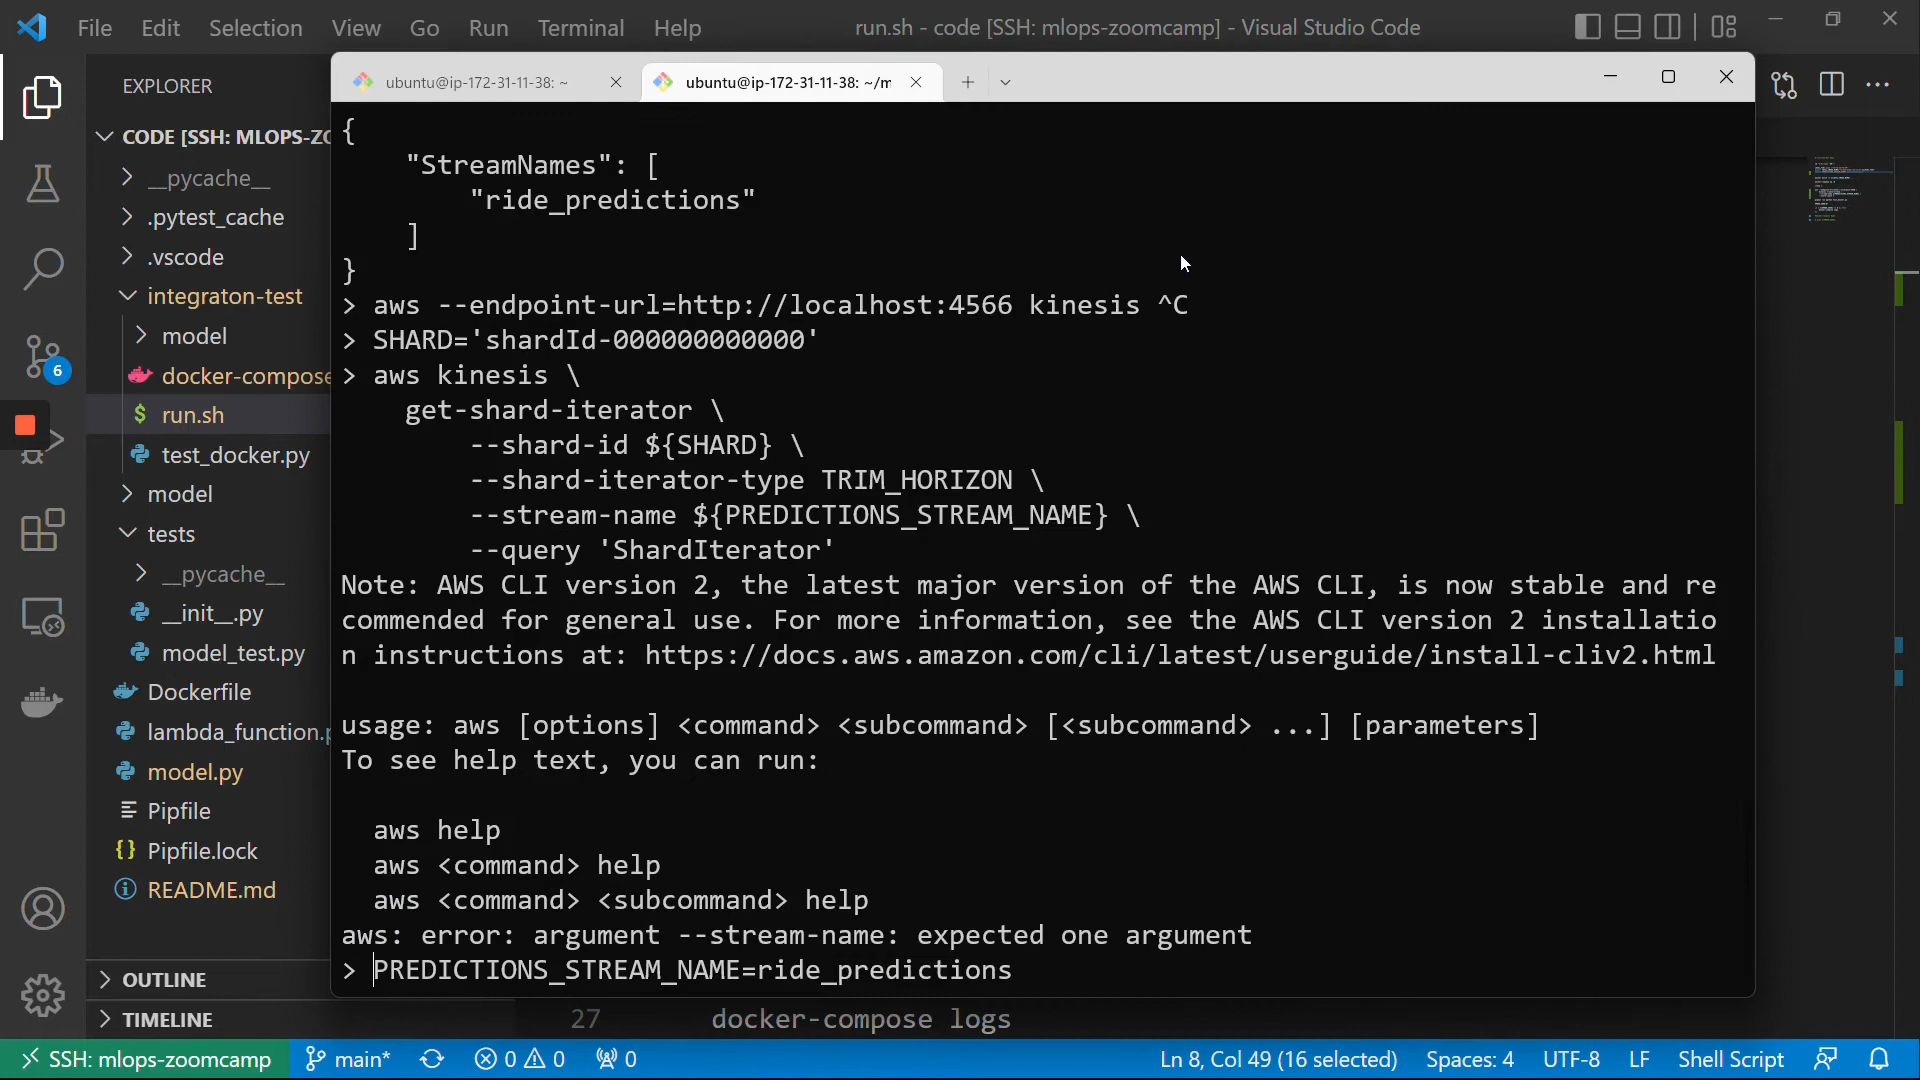 File Edit Selection View Go Run Terminal Help run.sh - code [SSH: mlops-zoomcamp] - Visual Studio Code
EXPLORER
CODE [SSH: MLOPS-ZO
__pycache__
.pytest_cache
.vscode
integraton-test
model
docker-compose
run.sh
test_docker.py
model
tests
__pycache__
__init__.py
model_test.py
Dockerfile
lambda_function.p
model.py
Pipfile
Pipfile.lock
README.md
OUTLINE
TIMELINE
6
ubuntu@ip-172-31-11-38: ~
ubuntu@ip-172-31-11-38: ~/m
{
"StreamNames": [
"ride_predictions"
]
}
> aws --endpoint-url=http://localhost:4566 kinesis ^C
> SHARD='shardId-000000000000'
> aws kinesis \
get-shard-iterator \
--shard-id ${SHARD} \
--shard-iterator-type TRIM_HORIZON \
--stream-name ${PREDICTIONS_STREAM_NAME} \
--query 'ShardIterator'
Note: AWS CLI version 2, the latest major version of the AWS CLI, is now stable and re
commended for general use. For more information, see the AWS CLI version 2 installatio
n instructions at: https://docs.aws.amazon.com/cli/latest/userguide/install-cliv2.html
usage: aws [options] <command> <subcommand> [<subcommand> ...] [parameters]
To see help text, you can run:
aws help
aws <command> help
aws <command> <subcommand> help
aws: error: argument --stream-name: expected one argument
> PREDICTIONS_STREAM_NAME=ride_predictions
27 docker-compose logs
SSH: mlops-zoomcamp main* 0 0 0 Ln 8, Col 49 (16 selected) Spaces: 4 UTF-8 LF Shell Script